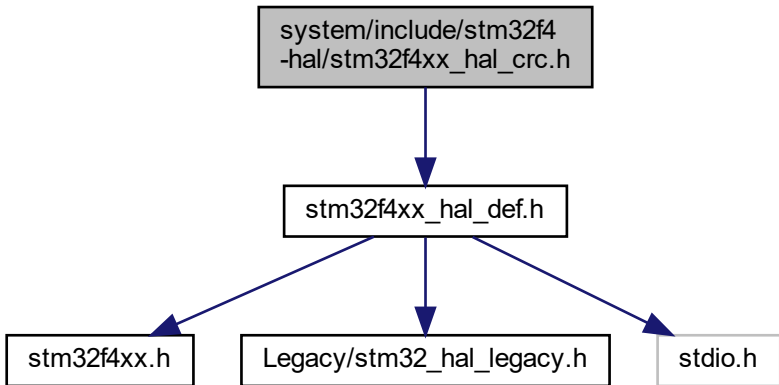 system/include/stm32f4
-hal/stm32f4xx_hal_crc.h
stm32f4xx_hal_def.h
stm32f4xx.h
Legacy/stm32_hal_legacy.h
stdio.h